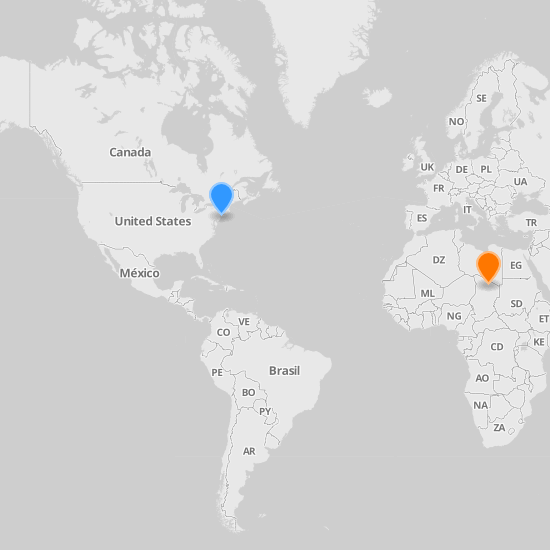 SE
NO
Canada
UK
DE
PL
FR
UA
IT
United States
ES
TR
DZ
EG
México
ML
SD
NG
ET
VE
CO
KE
CD
PE
Brasil
AO
BO
NA
PY
ZA
AR